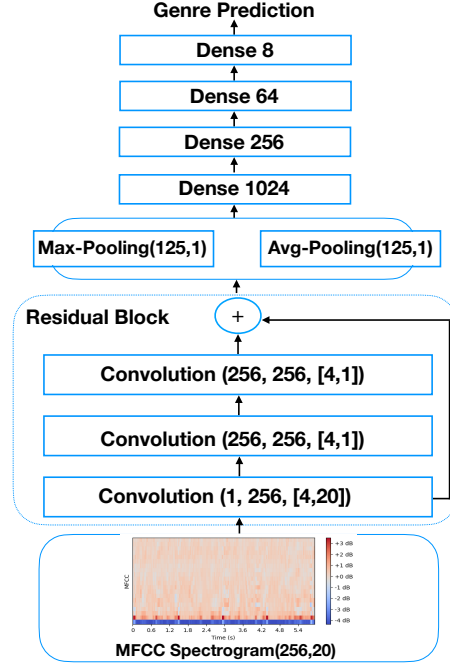 Genre Prediction
Dense 8
Dense 64
Dense 256
Dense 1024
Max-Pooling(125,1)
Avg-Pooling(125,1)
Residual Block
+
Convolution (256, 256, [4,1])
Convolution (256, 256, [4,1])
Convolution (1, 256, [4,20])
MFCC
+3 dB
+2 dB
+1 dB
+0 dB
-1 dB
-2 dB
-3 dB
-4 dB
0 0.6 1.2 1.8 2.4 3 3.6 4.2 4.8 5.4
Time (s)
MFCC Spectrogram(256,20)